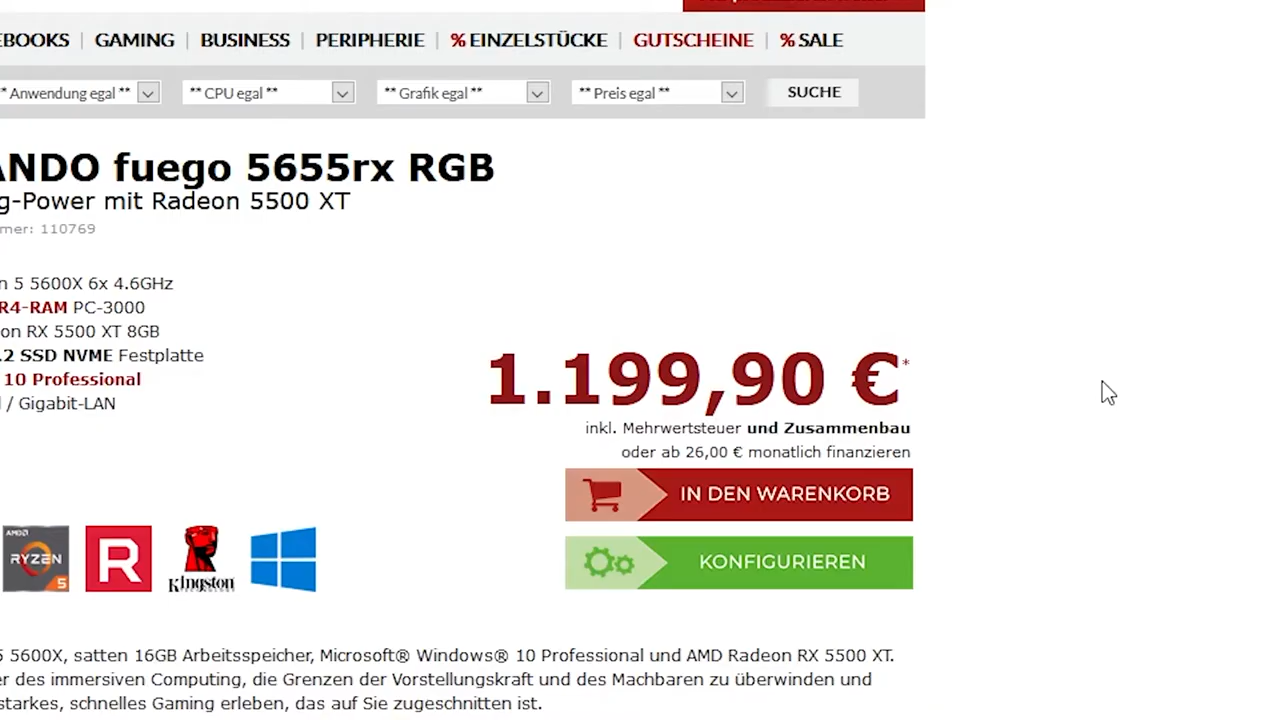 EBOOKS | GAMING | BUSINESS | PERIPHERIE | % EINZELSTÜCKE | GUTSCHEINE | % SALE
* Anwendung egal ** ** CPU egal ** ** Grafik egal ** ** Preis egal ** SUCHE
ANDO fuego 5655rx RGB
g-Power mit Radeon 5500 XT
mer: 110769
n 5 5600X 6x 4.6GHz
R4-RAM PC-3000
on RX 5500 XT 8GB
.2 SSD NVME Festplatte
10 Professional
/ Gigabit-LAN
1.199,90 €*
inkl. Mehrwertsteuer und Zusammenbau
oder ab 26,00 € monatlich finanzieren
IN DEN WARENKORB
KONFIGURIEREN
AMD
RYZEN
5
R
Kingston
5 5600X, satten 16GB Arbeitsspeicher, Microsoft® Windows® 10 Professional und AMD Radeon RX 5500 XT.
er des immersiven Computing, die Grenzen der Vorstellungskraft und des Machbaren zu überwinden und
starkes, schnelles Gaming erleben, das auf Sie zugeschnitten ist.